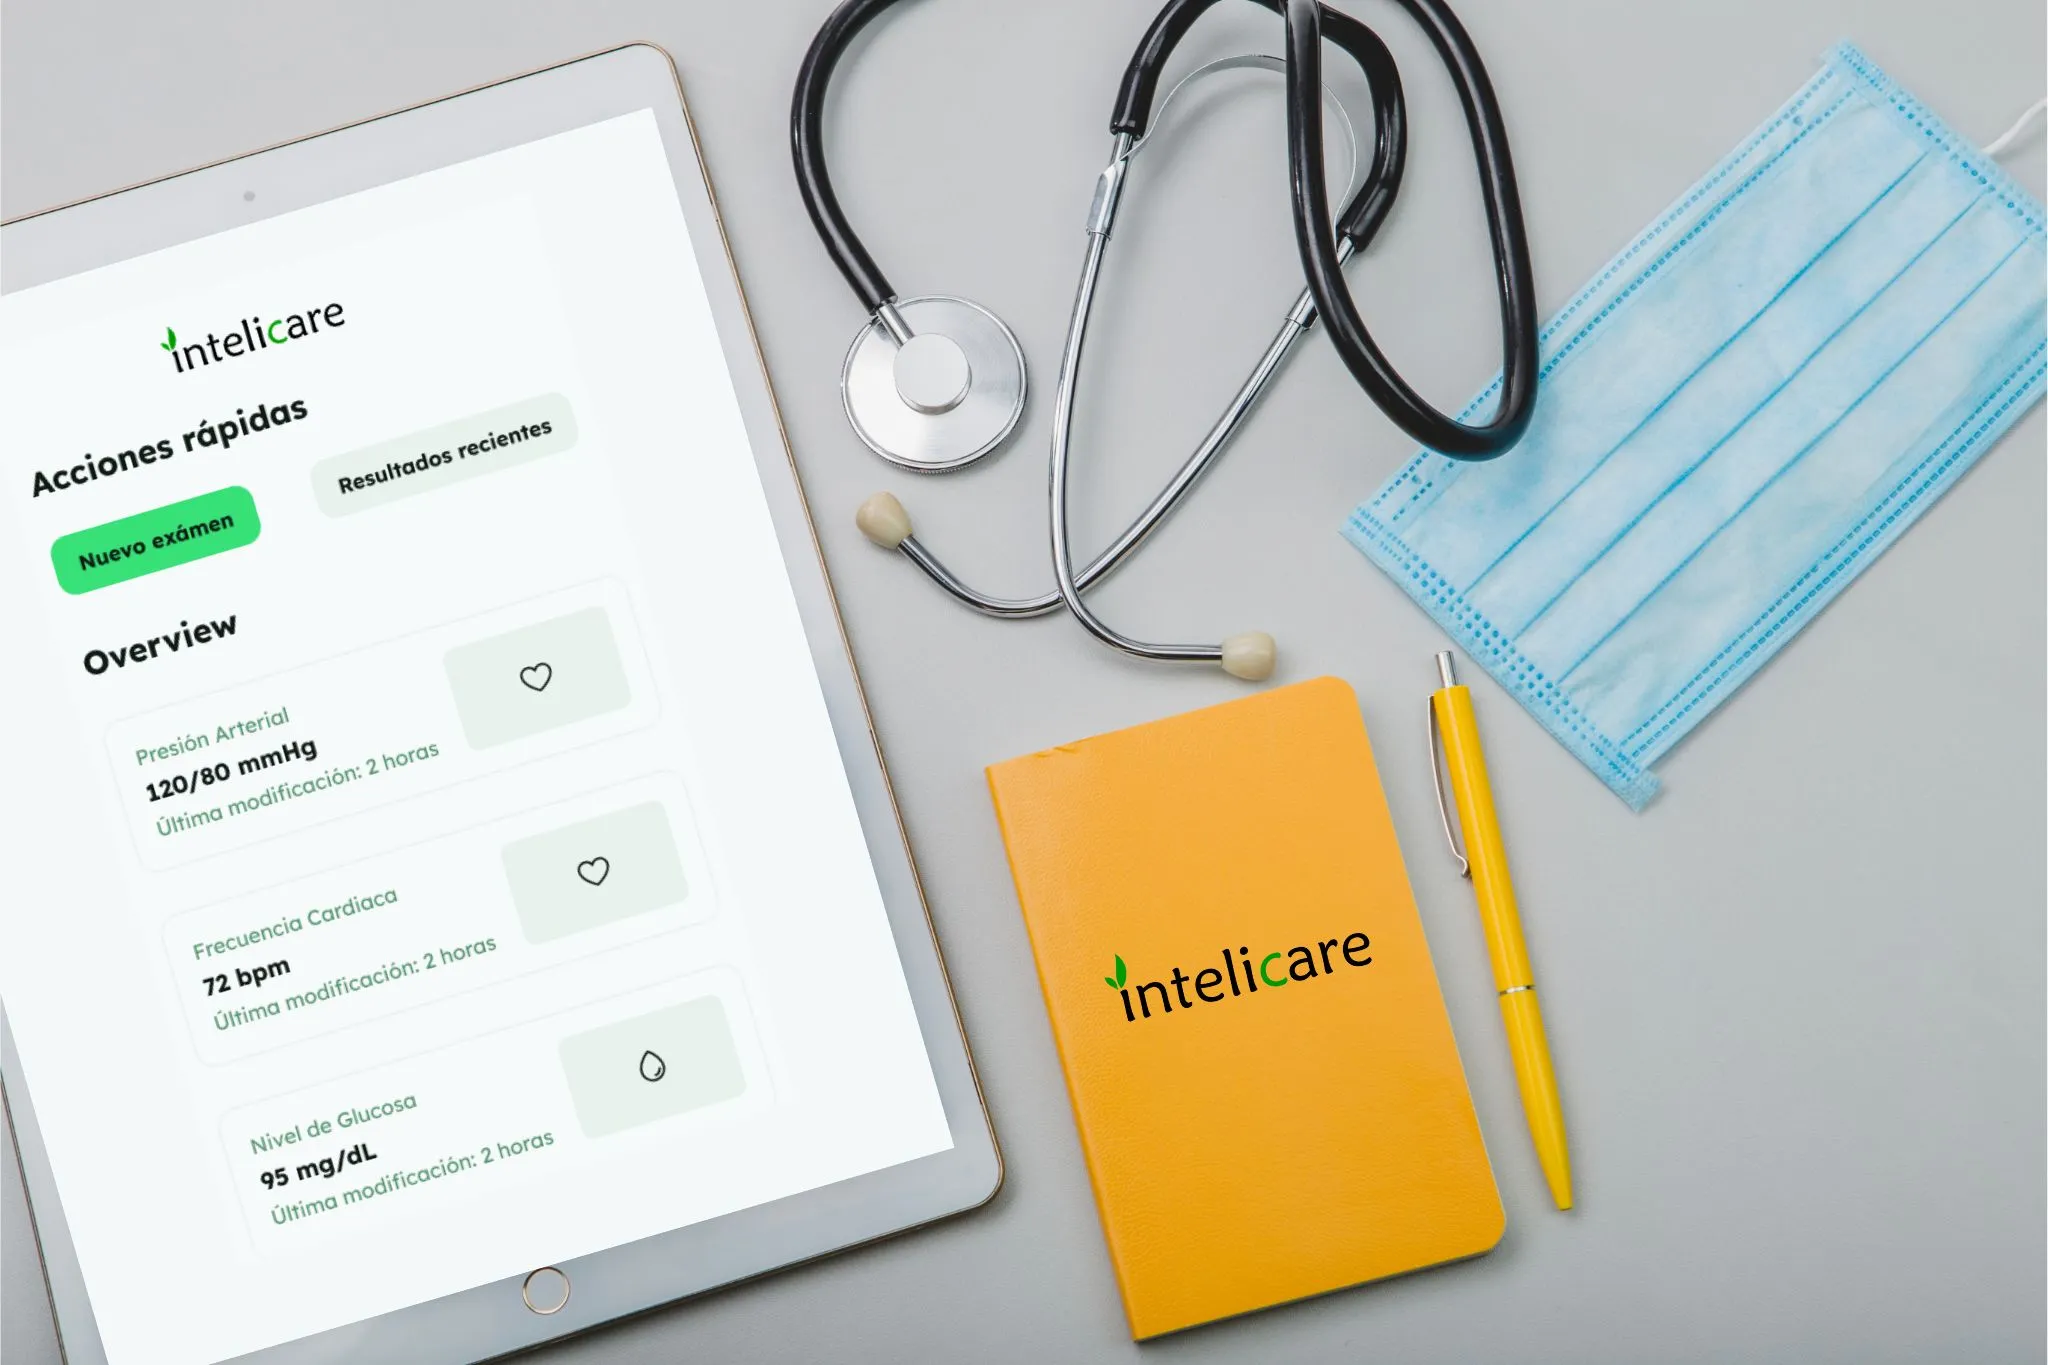 intelicare
Acciones rápidas
Nuevo exámen
Resultados recientes
Overview
Presión Arterial
120/80 mmHg
Última modificación: 2 horas
Frecuencia Cardiaca
72 bpm
Última modificación: 2 horas
Nivel de Glucosa
95 mg/dL
Última modificación: 2 horas
intelicare